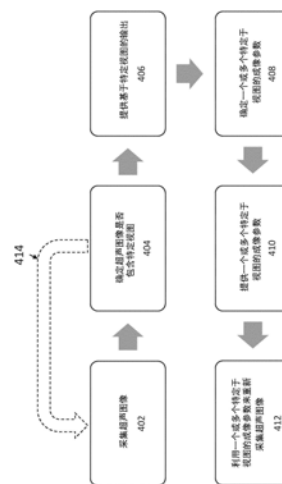 414
采集超声图像
402
确定超声图像是否
包含特定视图
404
提供基于特定视图的输出
406
确定一个或多个特定于
视图的成像参数
408
提供一个或多个特定于
视图的成像参数
410
利用一个或多个特定于
视图的成像参数来重新
采集超声图像
412